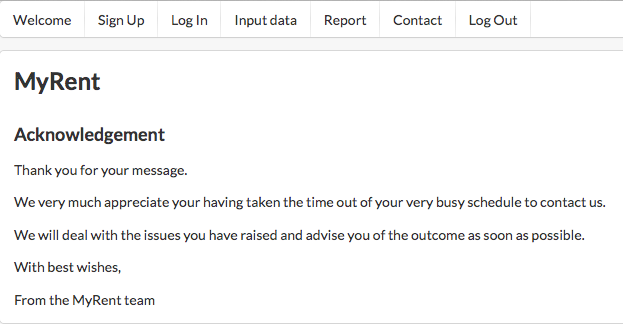 Welcome Sign Up Log In Input data Report Contact Log Out
MyRent
Acknowledgement
Thank you for your message.
We very much appreciate your having taken the time out of your very busy schedule to contact us.
We will deal with the issues you have raised and advise you of the outcome as soon as possible.
With best wishes,
From the MyRent team